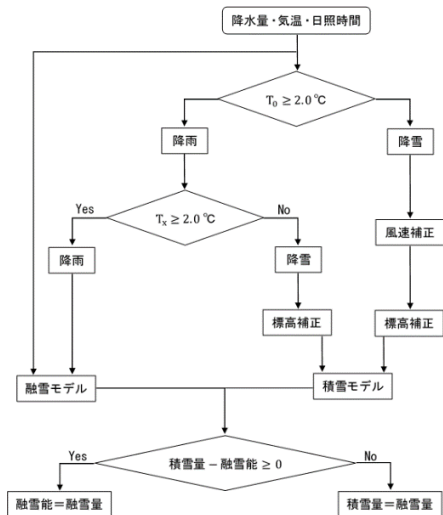 降水量・気温・日照時間
T₀ ≥ 2.0 ℃
降雨
降雪
Yes
Tₓ ≥ 2.0 ℃
No
風速補正
降雨
降雪
標高補正
標高補正
融雪モデル
積雪モデル
Yes
積雪量 − 融雪能 ≥ 0
No
融雪能＝融雪量
積雪量＝融雪量